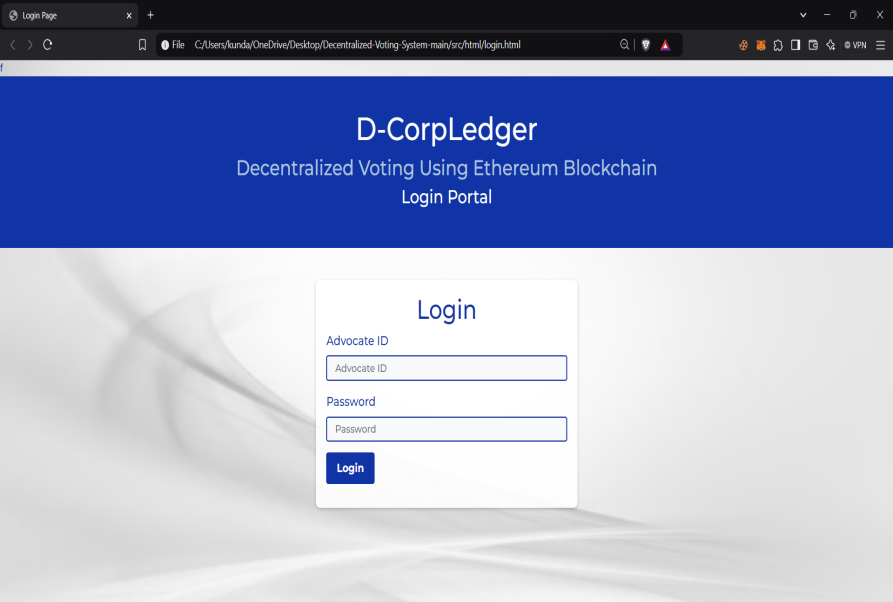 Login Page
File C:/Users/kunda/OneDrive/Desktop/Decentralized-Voting-System-main/src/html/login.html
VPN
f
D-CorpLedger
Decentralized Voting Using Ethereum Blockchain
Login Portal
Login
Advocate ID
Advocate ID
Password
Password
Login